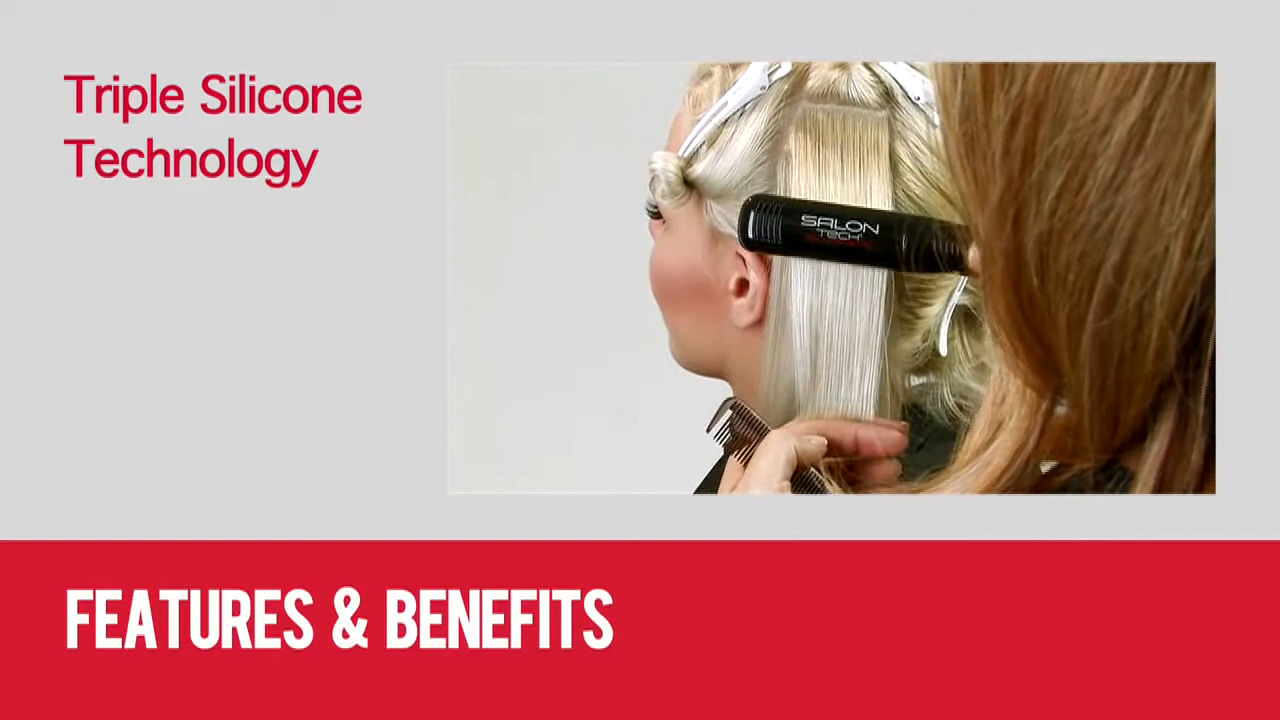 Triple Silicone
Technology
SALON
TECH
FEATURES & BENEFITS